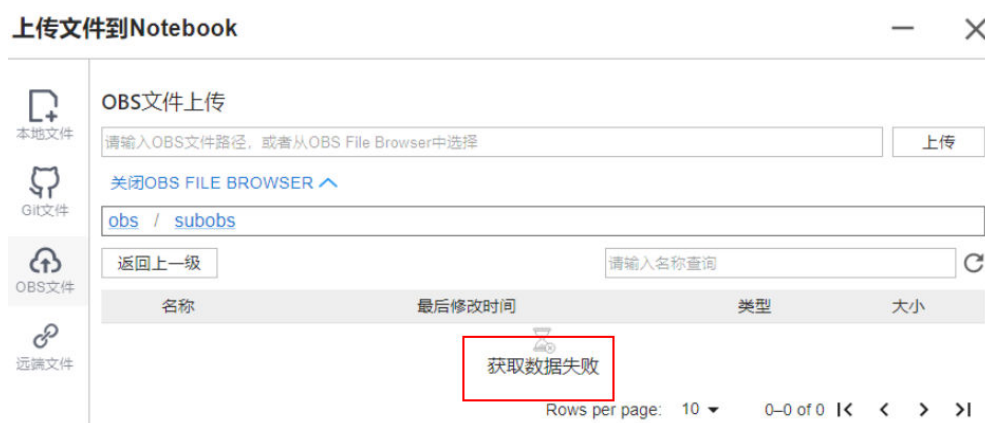 上传文件到Notebook
本地文件
Git文件
OBS文件
远端文件
OBS文件上传
请输入OBS文件路径，或者从OBS File Browser中选择
上传
关闭OBS FILE BROWSER
obs / subobs
返回上一级
请输入名称查询
名称 最后修改时间 类型 大小
获取数据失败
Rows per page: 10 0–0 of 0